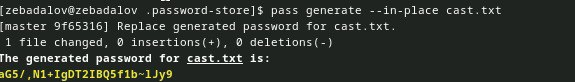 [zebadalov@zebadalov .password-store]$ pass generate --in-place cast.txt
[master 9f65316] Replace generated password for cast.txt.
 1 file changed, 0 insertions(+), 0 deletions(-)
The generated password for cast.txt is:
aG5/,N1+IgDT2IBQ5f1b~lJy9